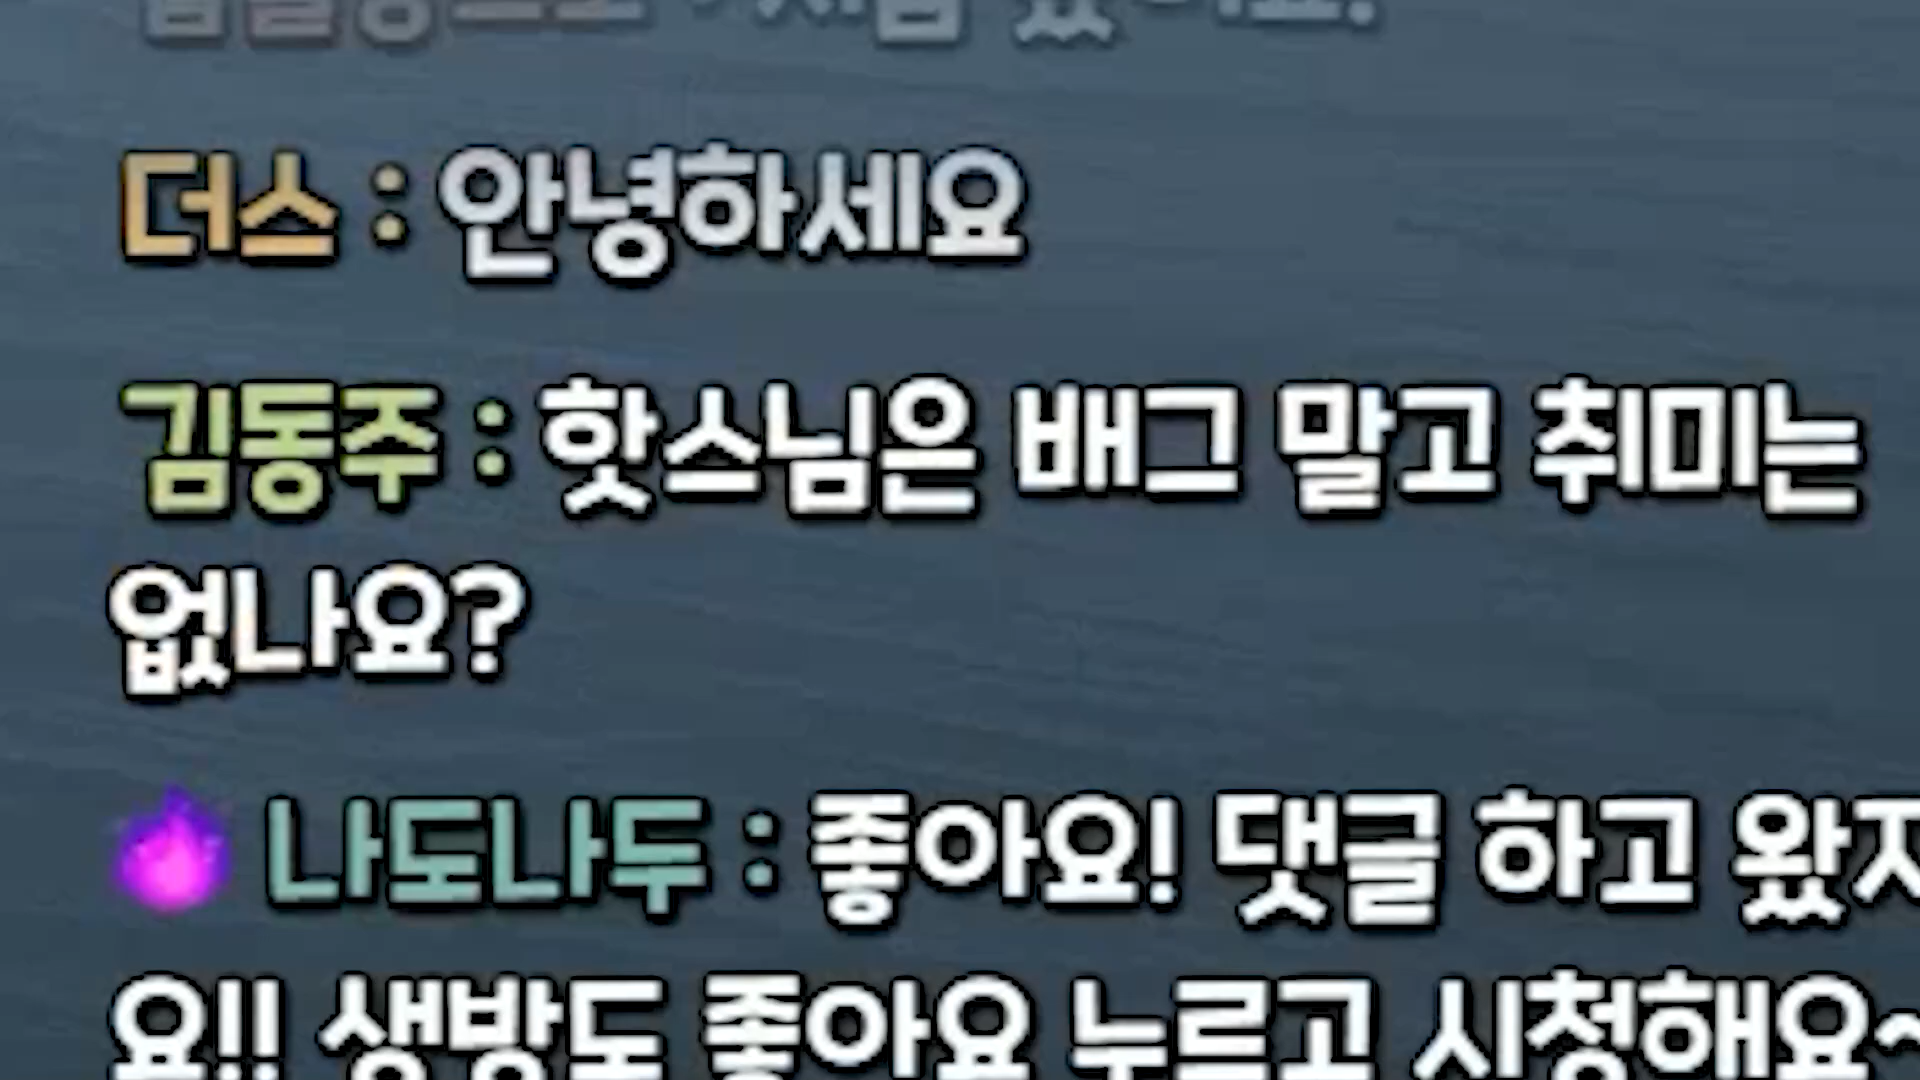 더스 : 안녕하세요
김동주 : 핫스님은 배그 말고 취미는
없나요?
나도나두 : 좋아요! 댓글 하고 왔지
요!! 생방도 좋아요 누르고 시청해요~